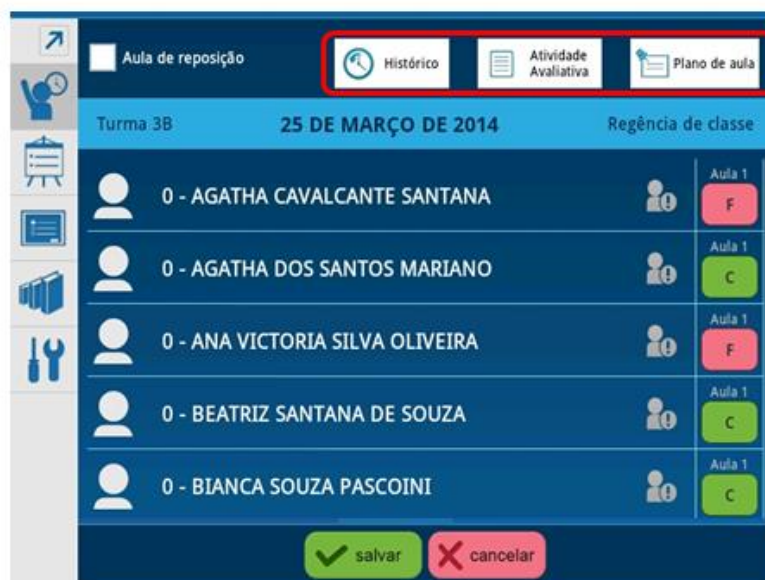 Aula de reposição
Histórico
Atividade
Avaliativa
Plano de aula
Turma 3B
25 DE MARÇO DE 2014
Regência de classe
0 - AGATHA CAVALCANTE SANTANA
Aula 1
F
0 - AGATHA DOS SANTOS MARIANO
Aula 1
C
0 - ANA VICTORIA SILVA OLIVEIRA
Aula 1
F
0 - BEATRIZ SANTANA DE SOUZA
Aula 1
C
0 - BIANCA SOUZA PASCOINI
Aula 1
C
salvar
cancelar